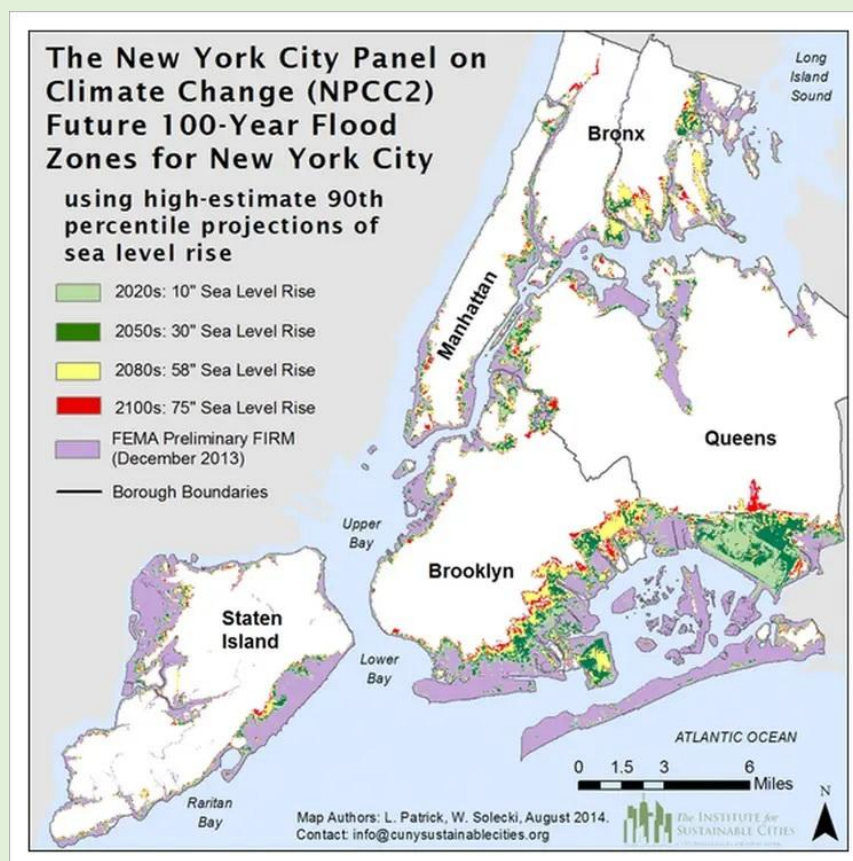 The New York City Panel on
Climate Change (NPCC2)
Future 100-Year Flood
Zones for New York City
using high-estimate 90th
percentile projections of
sea level rise
2020s: 10" Sea Level Rise
2050s: 30" Sea Level Rise
2080s: 58" Sea Level Rise
2100s: 75" Sea Level Rise
FEMA Preliminary FIRM
(December 2013)
Borough Boundaries
Long
Island
Sound
Bronx
Manhattan
Queens
Upper
Bay
Brooklyn
Staten
Island
Lower
Bay
ATLANTIC OCEAN
Raritan
Bay
0 1.5 3 6
Miles
N
Map Authors: L. Patrick, W. Solecki, August 2014.
Contact: info@cunysustainablecities.org
The INSTITUTE for
SUSTAINABLE CITIES